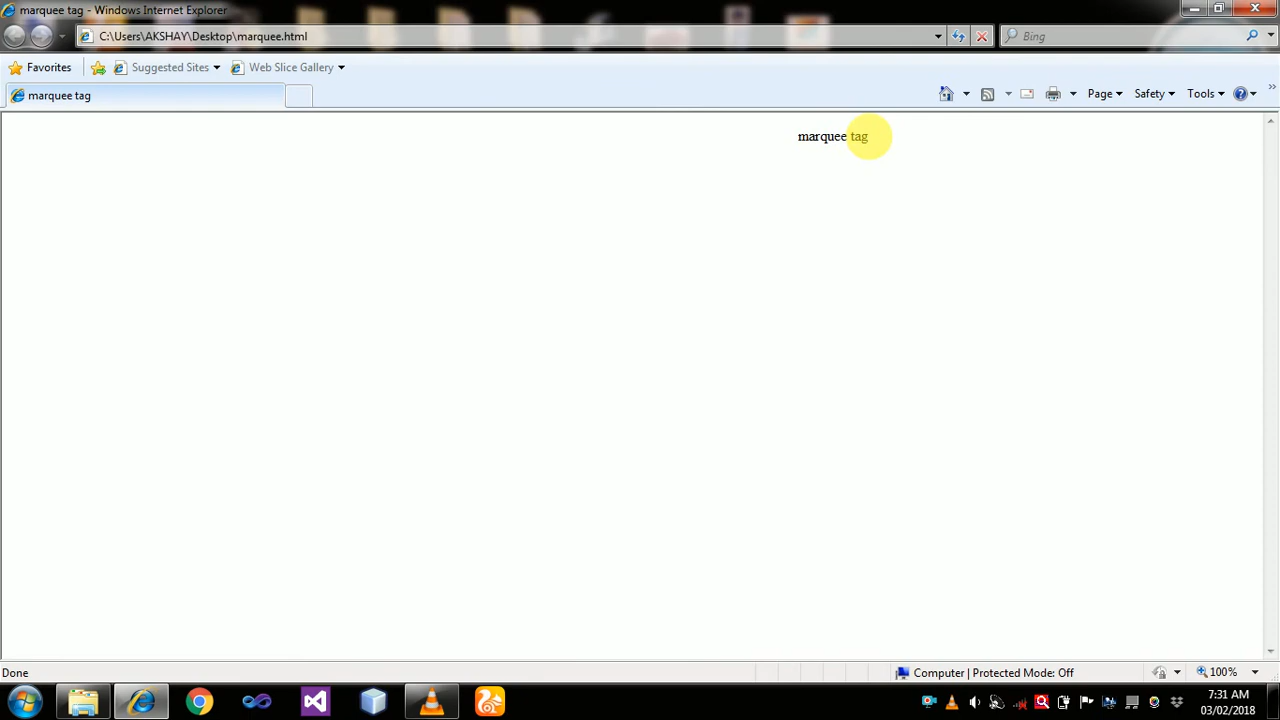 marquee tag - Windows Internet Explorer
C:\Users\AKSHAY\Desktop\marquee.html
Bing
Favorites
Suggested Sites
Web Slice Gallery
marquee tag
Page
Safety
Tools
marquee tag
Done
Computer | Protected Mode: Off
100%
7:31 AM
03/02/2018